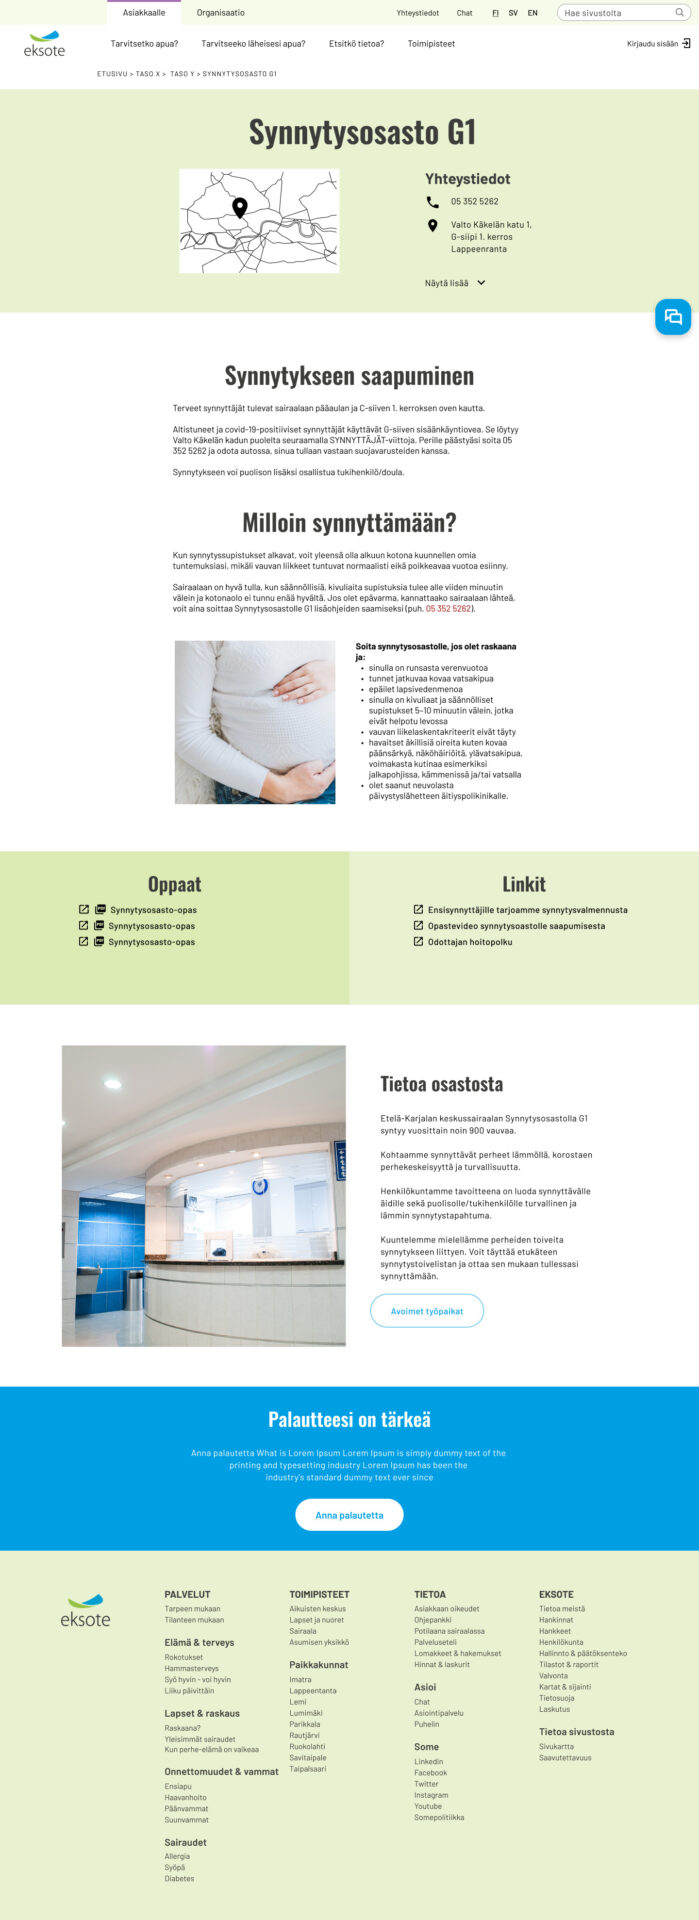 Asiakkaalle
Organisaatio
Yhteystiedot
Chat
FI
SV
EN
Hae sivustolta
eksote
Tarvitsetko apua?
Tarvitseeko läheisesi apua?
Etsitkö tietoa?
Toimipisteet
Kirjaudu sisään
ETUSIVU > TASO X > TASO Y > SYNNYTYSOSASTO G1
Synnytysosasto G1
Yhteystiedot
05 352 5262
Valto Käkelän katu 1,
G-siipi 1. kerros
Lappeenranta
Näytä lisää
Synnytykseen saapuminen
Terveet synnyttäjät tulevat sairaalaan pääaulan ja C-siiven 1. kerroksen oven kautta.
Altistuneet ja covid-19-positiiviset synnyttäjät käyttävät G-siiven sisäänkäyntiovea. Se löytyy
Valto Käkelän kadun puolelta seuraamalla SYNNYTTÄJÄT-viittoja. Perille päästyäsi soita 05
352 5262 ja odota autossa, sinua tullaan vastaan suojavarusteiden kanssa.
Synnytykseen voi puolison lisäksi osallistua tukihenkilö/doula.
Milloin synnyttämään?
Kun synnytyssupistukset alkavat, voit yleensä olla alkuun kotona kuunnellen omia
tuntemuksiasi, mikäli vauvan liikkeet tuntuvat normaalisti eikä poikkeavaa vuotoa esiinny.
Sairaalaan on hyvä tulla, kun säännöllisiä, kivuliaita supistuksia tulee alle viiden minuutin
välein ja kotonaolo ei tunnu enää hyvältä. Jos olet epävarma, kannattaako sairaalaan lähteä,
voit aina soittaa Synnytysosastolle G1 lisäohjeiden saamiseksi (puh. 05 352 5262).
Soita synnytysosastolle, jos olet raskaana
ja:
• sinulla on runsasta verenvuotoa
• tunnet jatkuvaa kovaa vatsakipua
• epäilet lapsivedenmenoa
• sinulla on kivuliaat ja säännölliset
supistukset 5–10 minuutin välein, jotka
eivät helpotu levossa
• vauvan liikelaskentakriteerit eivät täyty
• havaitset äkillisiä oireita kuten kovaa
päänsärkyä, näköhäiriöitä, ylävatsakipua,
voimakasta kutinaa esimerkiksi
jalkapohjissa, kämmenissä ja/tai vatsalla
• olet saanut neuvolasta
päivystyslähetteen äitiyspolikinikalle.
Oppaat
Synnytysosasto-opas
Synnytysosasto-opas
Synnytysosasto-opas
Linkit
Ensisynnyttäjille tarjoamme synnytysvalmennusta
Opastevideo synnytysoastolle saapumisesta
Odottajan hoitopolku
Tietoa osastosta
Etelä-Karjalan keskussairaalan Synnytysosastolla G1
syntyy vuosittain noin 900 vauvaa.
Kohtaamme synnyttävät perheet lämmöllä, korostaen
perhekeskeisyyttä ja turvallisuutta.
Henkilökuntamme tavoitteena on luoda synnyttävälle
äidille sekä puolisolle/tukihenkilölle turvallinen ja
lämmin synnytystapahtuma.
Kuuntelemme mielellämme perheiden toiveita
synnytykseen liittyen. Voit täyttää etukäteen
synnytystoivelistan ja ottaa sen mukaan tullessasi
synnyttämään.
Avoimet työpaikat
Palautteesi on tärkeä
Anna palautetta What is Lorem Ipsum Lorem Ipsum is simply dummy text of the
printing and typesetting industry Lorem Ipsum has been the
industry's standard dummy text ever since
Anna palautetta
eksote
PALVELUT
Tarpeen mukaan
Tilanteen mukaan
Elämä & terveys
Rokotukset
Hammasterveys
Syö hyvin - voi hyvin
Liiku päivittäin
Lapset & raskaus
Raskaana?
Yleisimmät sairaudet
Kun perhe-elämä on vaikeaa
Onnettomuudet & vammat
Ensiapu
Haavanhoito
Päänvammat
Suunvammat
Sairaudet
Allergia
Syöpä
Diabetes
TOIMIPISTEET
Aikuisten keskus
Lapset ja nuoret
Sairaala
Asumisen yksikkö
Paikkakunnat
Imatra
Lappeentanta
Lemi
Lumimäki
Parikkala
Rautjärvi
Ruokolahti
Savitaipale
Taipalsaari
TIETOA
Asiakkaan oikeudet
Ohjepankki
Potilaana sairaalassa
Palveluseteli
Lomakkeet & hakemukset
Hinnat & laskurit
Asioi
Chat
Asiointipalvelu
Puhelin
Some
Linkedin
Facebook
Twitter
Instagram
Youtube
Somepolitiikka
EKSOTE
Tietoa meistä
Hankinnat
Hankkeet
Henkilökunta
Hallinnto & päätöksenteko
Tilastot & raportit
Valvonta
Kartat & sijainti
Tietosuoja
Laskutus
Tietoa sivustosta
Sivukartta
Saavutettavuus